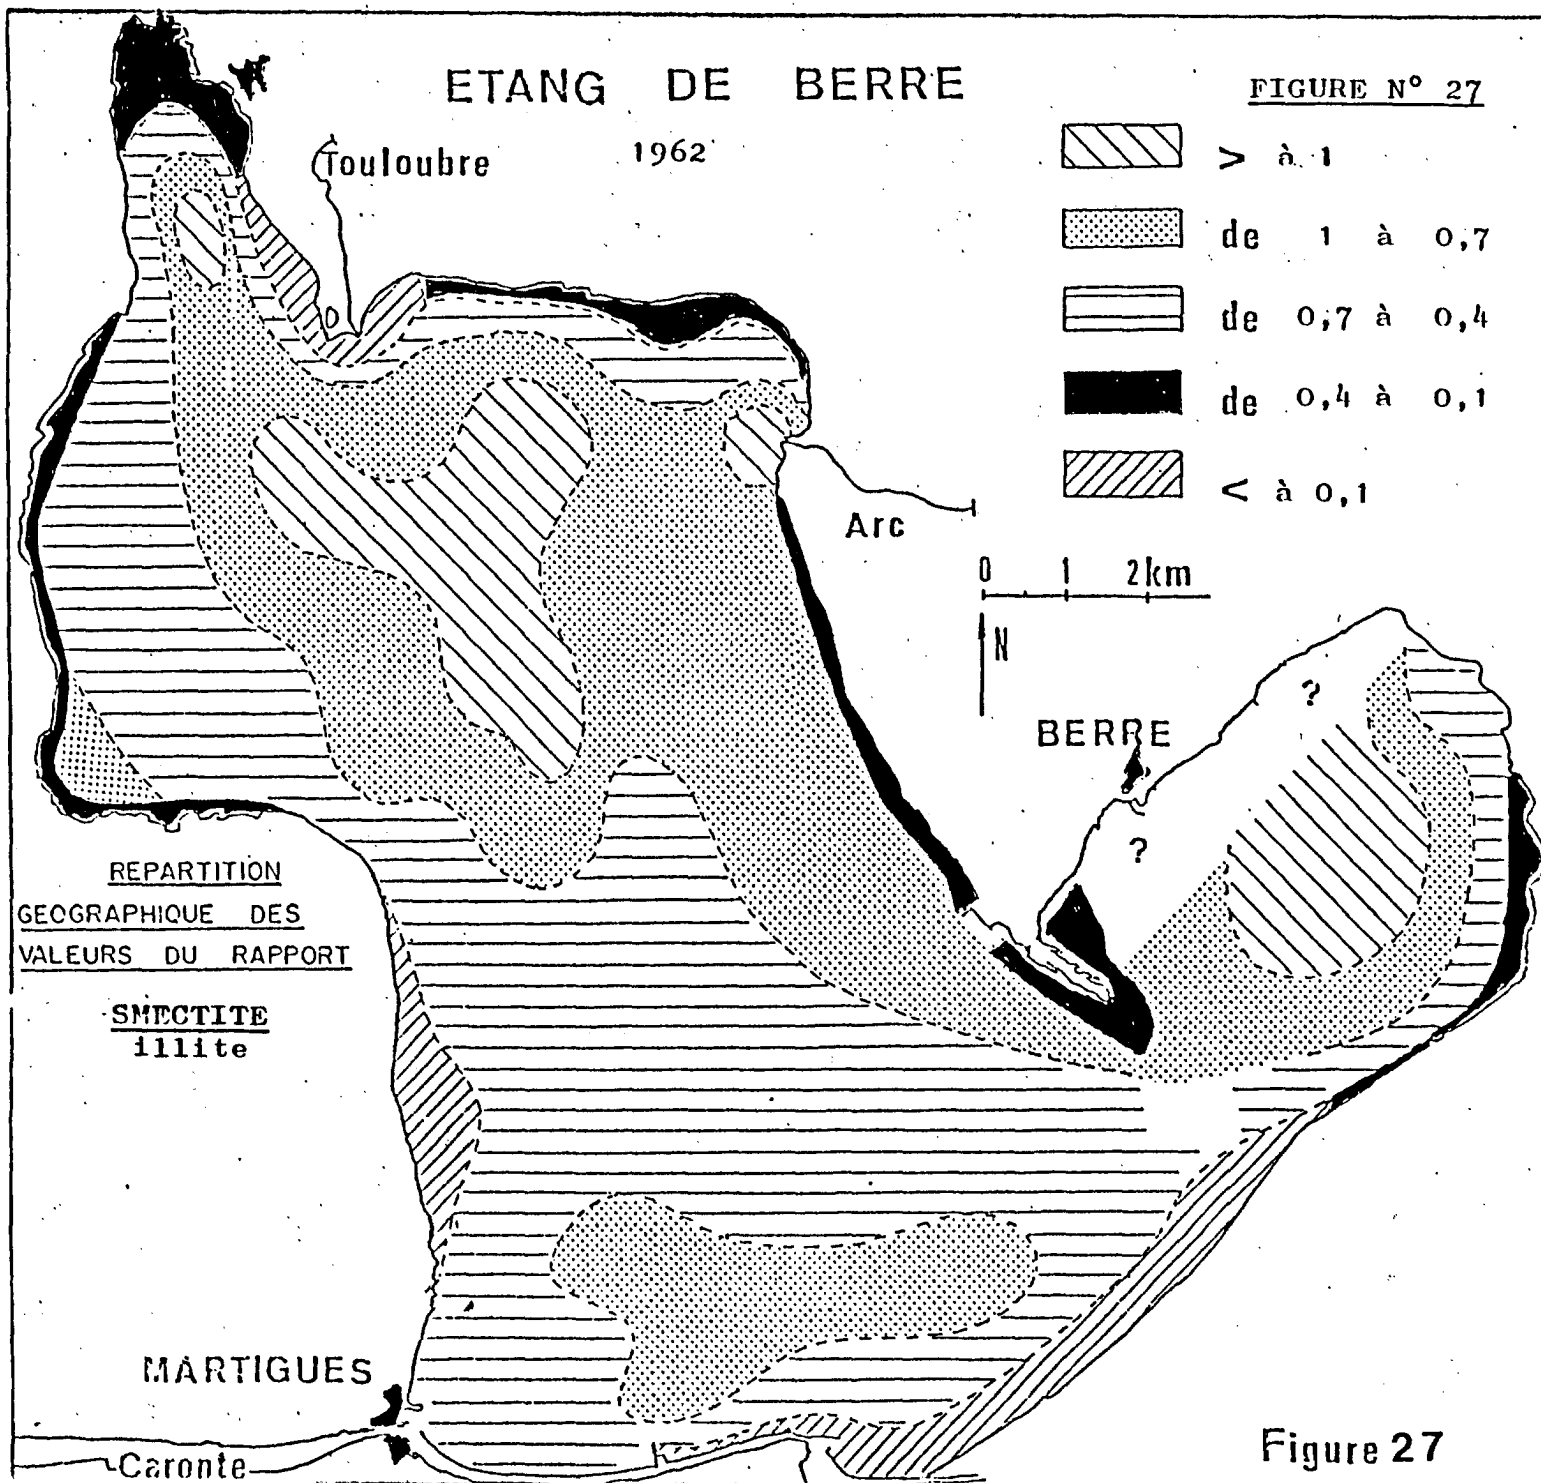 ETANG DE BERRE
1962
FIGURE N° 27
> à 1
de 1 à 0,7
de 0,7 à 0,4
de 0,4 à 0,1
< à 0,1
Touloubre
Arc
0 1 2km
N
BERRE
?
?
REPARTITION
GEOGRAPHIQUE DES
VALEURS DU RAPPORT
SMECTITE
illite
MARTIGUES
Caronte
Figure 27